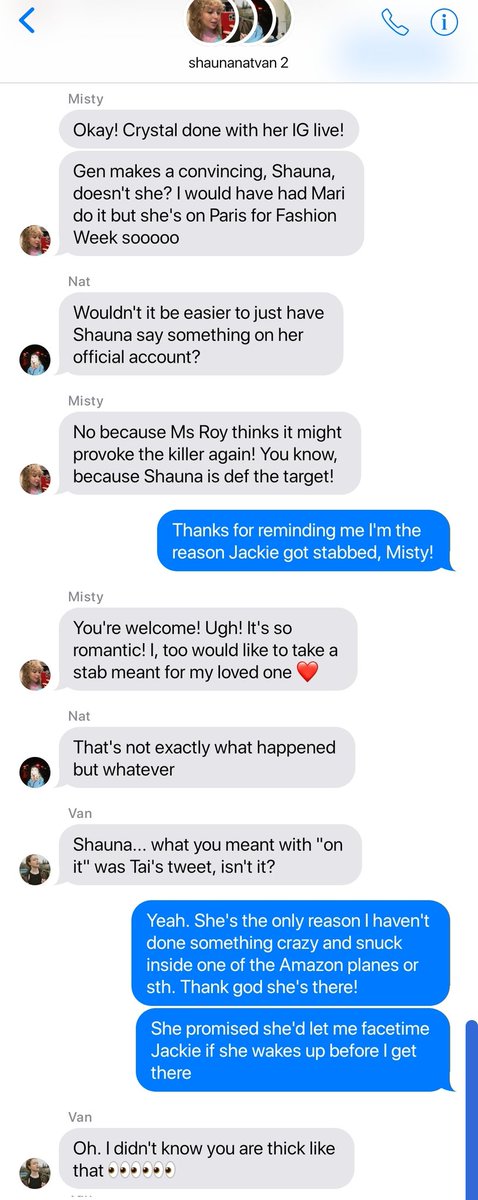 shaunanatvan 2
Misty
Okay! Crystal done with her IG live!
Gen makes a convincing, Shauna,
doesn't she? I would have had Mari
do it but she's on Paris for Fashion
Week sooooo
Nat
Wouldn't it be easier to just have
Shauna say something on her
official account?
Misty
No because Ms Roy thinks it might
provoke the killer again! You know,
because Shauna is def the target!
Thanks for reminding me I'm the
reason Jackie got stabbed, Misty!
Misty
You're welcome! Ugh! It's so
romantic! I, too would like to take a
stab meant for my loved one ❤️
Nat
That's not exactly what happened
but whatever
Van
Shauna... what you meant with "on
it" was Tai's tweet, isn't it?
Yeah. She's the only reason I haven't
done something crazy and snuck
inside one of the Amazon planes or
sth. Thank god she's there!
She promised she'd let me facetime
Jackie if she wakes up before I get
there
Van
Oh. I didn't know you are thick like
that 👀👀👀👀👀👀